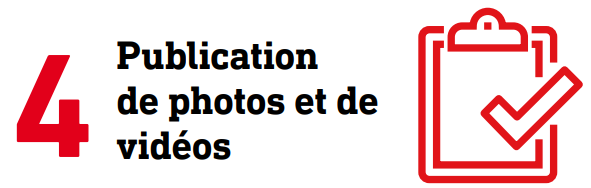 4
Publication
de photos et de
vidéos